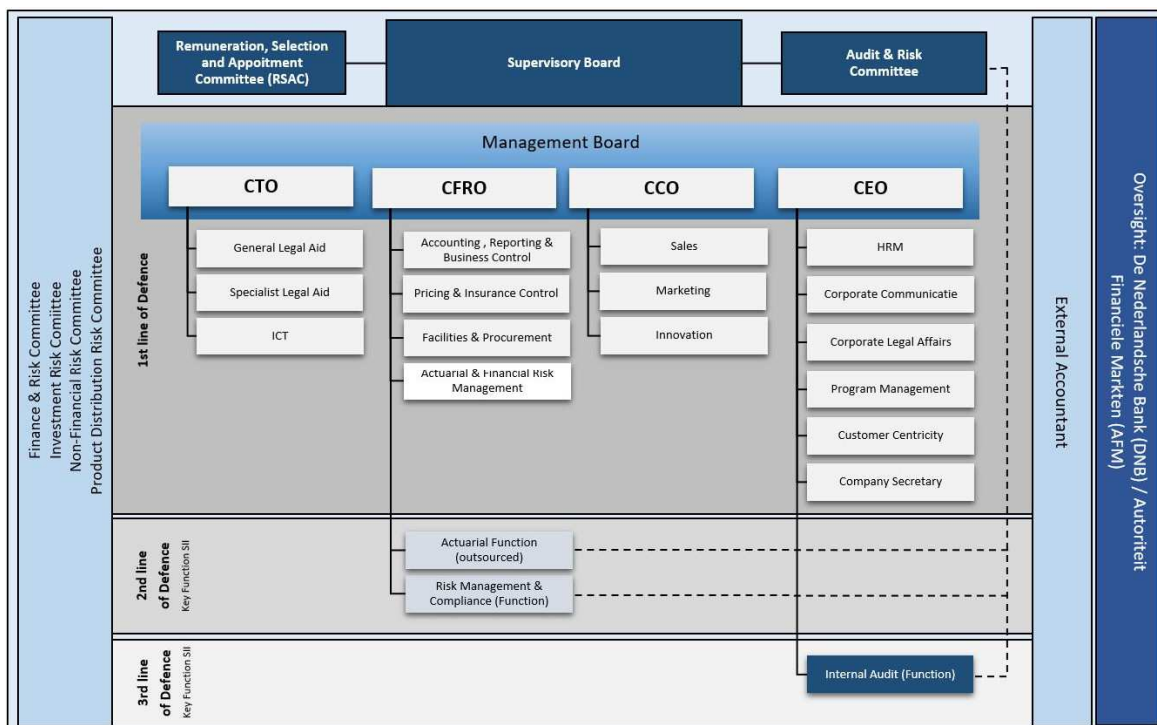 Remuneration, Selection
and Appoitment
Committee (RSAC)
Supervisory Board
Audit & Risk
Committee
Management Board
CTO
CFRO
CCO
CEO
1st line of Defence
General Legal Aid
Specialist Legal Aid
ICT
Accounting , Reporting &
Business Control
Pricing & Insurance Control
Facilities & Procurement
Actuarial & Financial Risk
Management
Sales
Marketing
Innovation
HRM
Corporate Communicatie
Corporate Legal Affairs
Program Management
Customer Centricity
Company Secretary
2nd line
of Defence
Key Function SII
Actuarial Function
(outsourced)
Risk Management &
Compliance (Function)
3rd line
of Defence
Key Function SII
Internal Audit (Function)
Finance & Risk Committee
Investment Risk Comiittee
Non-Financial Risk Committee
Product Distribution Risk Committee
External Accountant
Oversight: De Nederlandsche Bank (DNB) / Autoriteit
Financiele Markten (AFM)